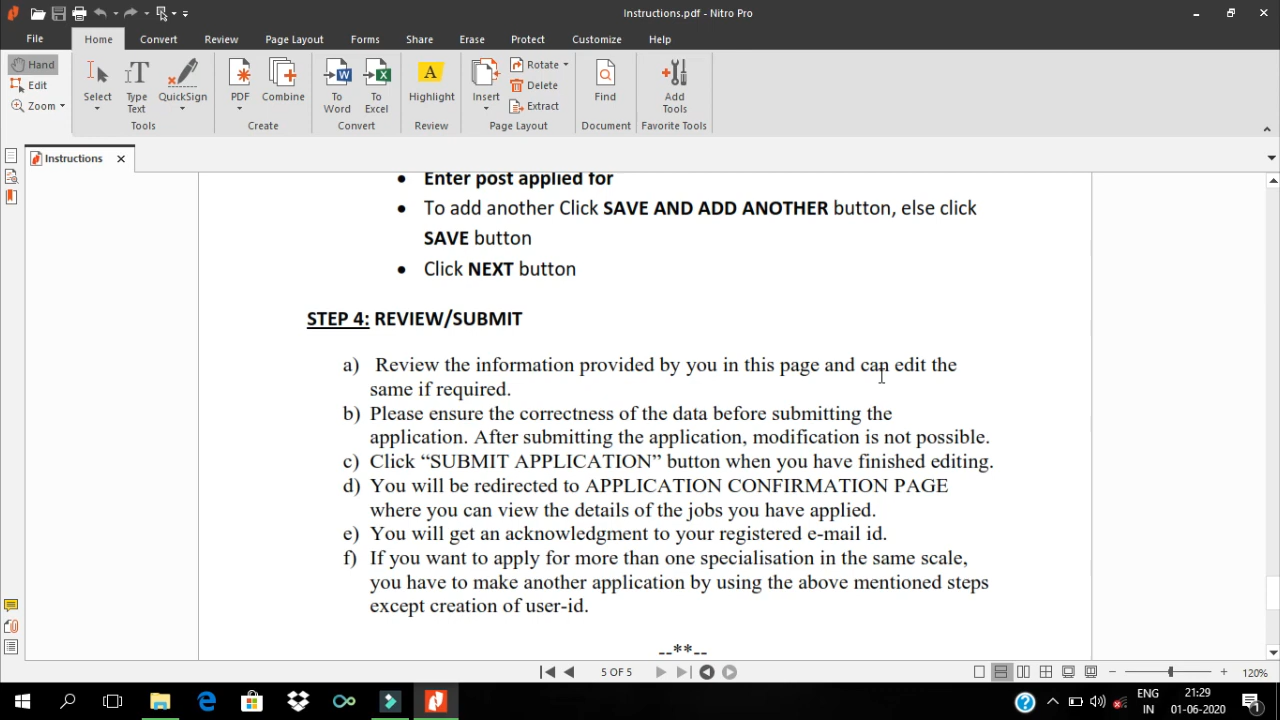 Instructions.pdf - Nitro Pro
File Home Convert Review Page Layout Forms Share Erase Protect Customize Help
Hand
Edit
Zoom
Select
Type Text
QuickSign
Tools
PDF
Combine
Create
To Word
To Excel
Convert
Highlight
Review
Insert
Rotate
Delete
Extract
Page Layout
Find
Document
Add Tools
Favorite Tools
Instructions
• Enter post applied for
• To add another Click SAVE AND ADD ANOTHER button, else click
SAVE button
• Click NEXT button
STEP 4: REVIEW/SUBMIT
a) Review the information provided by you in this page and can edit the
same if required.
b) Please ensure the correctness of the data before submitting the
application. After submitting the application, modification is not possible.
c) Click “SUBMIT APPLICATION” button when you have finished editing.
d) You will be redirected to APPLICATION CONFIRMATION PAGE
where you can view the details of the jobs you have applied.
e) You will get an acknowledgment to your registered e-mail id.
f) If you want to apply for more than one specialisation in the same scale,
you have to make another application by using the above mentioned steps
except creation of user-id.
--**--
5 OF 5
120%
ENG 21:29
IN 01-06-2020
1